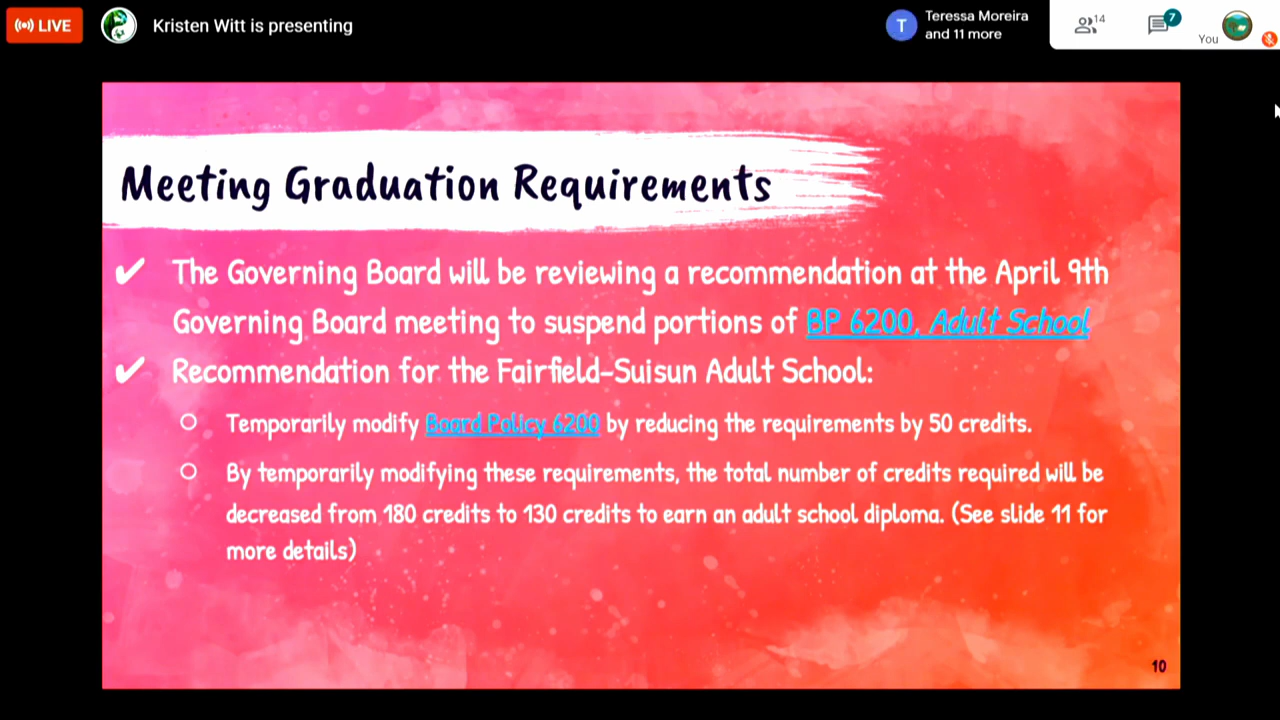 LIVE
Kristen Witt is presenting
T
Teressa Moreira
and 11 more
14
7
You
Meeting Graduation Requirements
✔ The Governing Board will be reviewing a recommendation at the April 9th
Governing Board meeting to suspend portions of BP 6200, Adult School
✔ Recommendation for the Fairfield-Suisun Adult School:
○ Temporarily modify Board Policy 6200 by reducing the requirements by 50 credits.
○ By temporarily modifying these requirements, the total number of credits required will be
decreased from 180 credits to 130 credits to earn an adult school diploma. (See slide 11 for
more details)
10